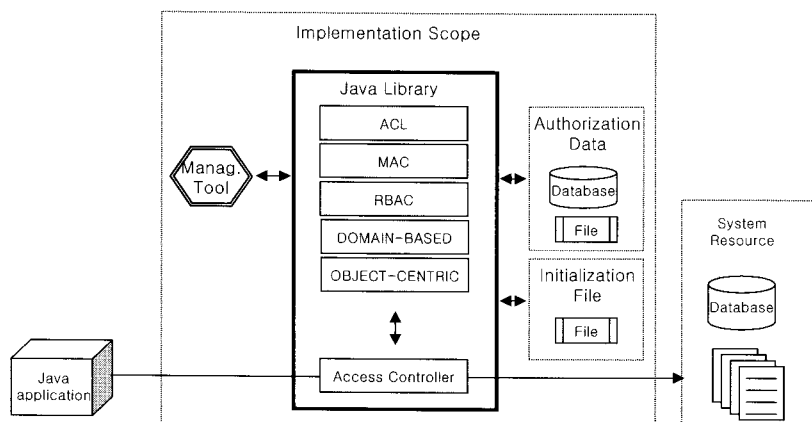 Implementation Scope
Java Library
ACL
MAC
RBAC
DOMAIN-BASED
OBJECT-CENTRIC
Access Controller
Manag.
Tool
Authorization
Data
Database
File
Initialization
File
File
System
Resource
Database
Java
application